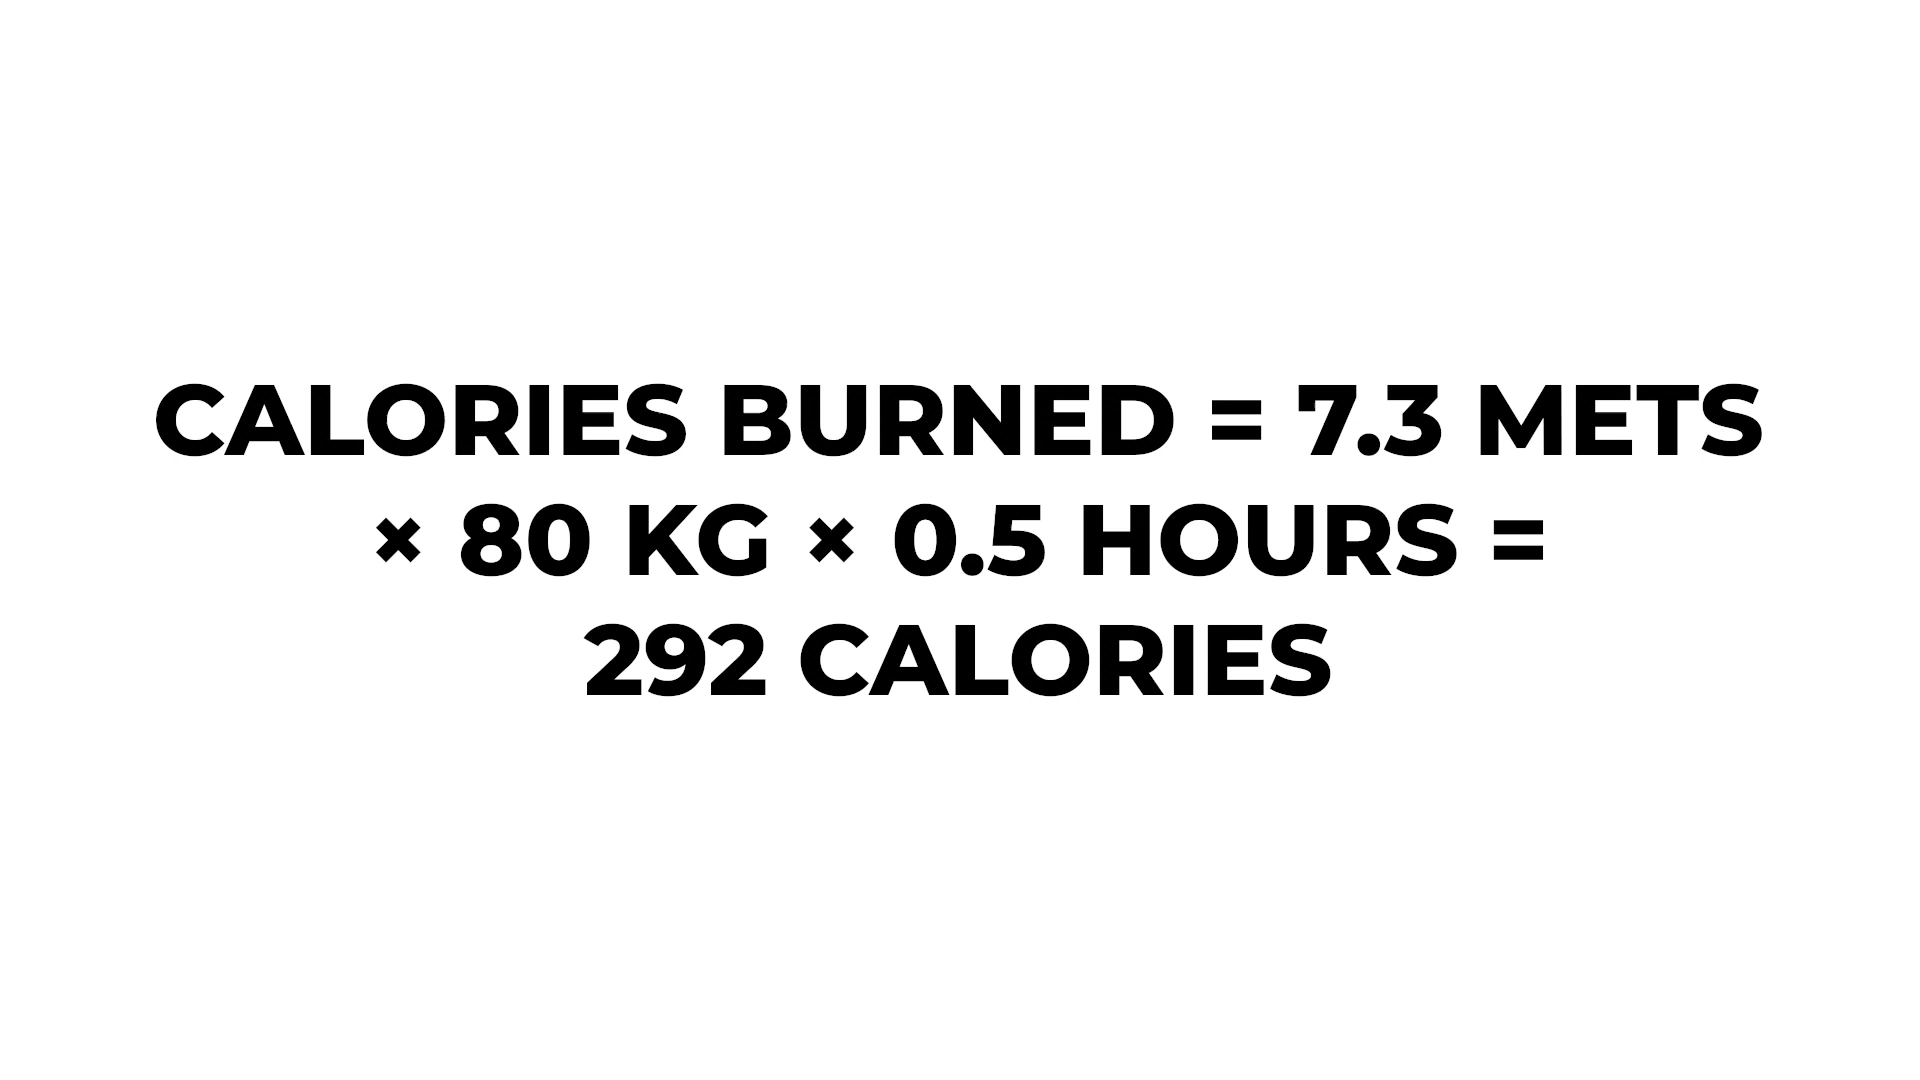 CALORIES BURNED = 7.3 METS
× 80 KG × 0.5 HOURS =
292 CALORIES